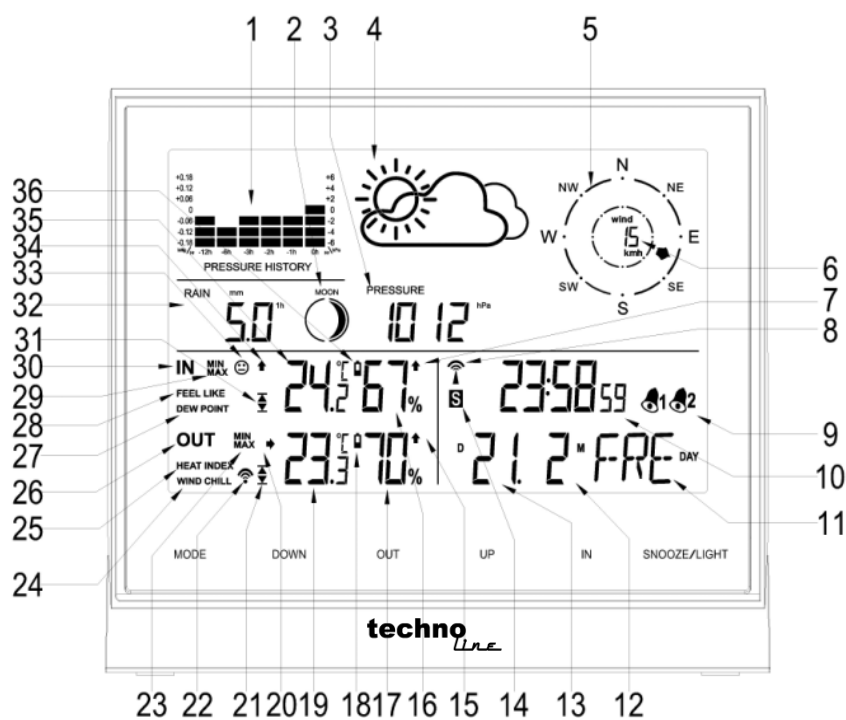 1 2 3 4 5
+0.18 +6
+0.12 +4
+0.06 +2
0 0
-0.06 -2
-0.12 -4
-0.18 -6
-12h -6h -3h -2h -1h 0h
PRESSURE HISTORY
N
NW NE
wind
W 15 E
kmh
SW SE
S
36
35
34
33
32
31
30
29
28
27
26
25
24
6
7
8
9
10
11
RAIN mm MOON PRESSURE
5.0 1h 1012 hPa
IN MIN MAX 24.2 °C 67 % 23:58 59
FEEL LIKE
DEW POINT
S 1 2
OUT MIN MAX 23.3 °C 70 % D 21. 2 M FRE DAY
HEAT INDEX
WIND CHILL
MODE DOWN OUT UP IN SNOOZE/LIGHT
techno
line
23 22 21 20 19 18 17 16 15 14 13 12